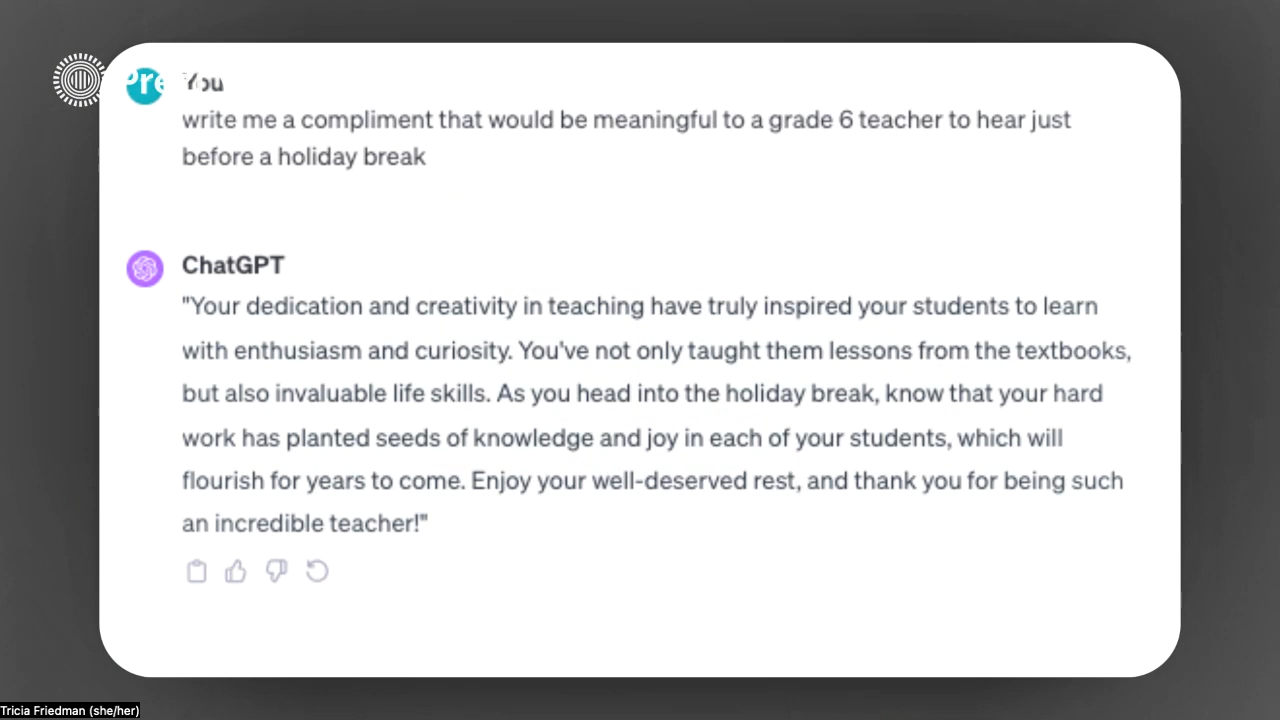 Prezi
You
write me a compliment that would be meaningful to a grade 6 teacher to hear just
before a holiday break
ChatGPT
"Your dedication and creativity in teaching have truly inspired your students to learn
with enthusiasm and curiosity. You've not only taught them lessons from the textbooks,
but also invaluable life skills. As you head into the holiday break, know that your hard
work has planted seeds of knowledge and joy in each of your students, which will
flourish for years to come. Enjoy your well-deserved rest, and thank you for being such
an incredible teacher!"
Tricia Friedman (she/her)